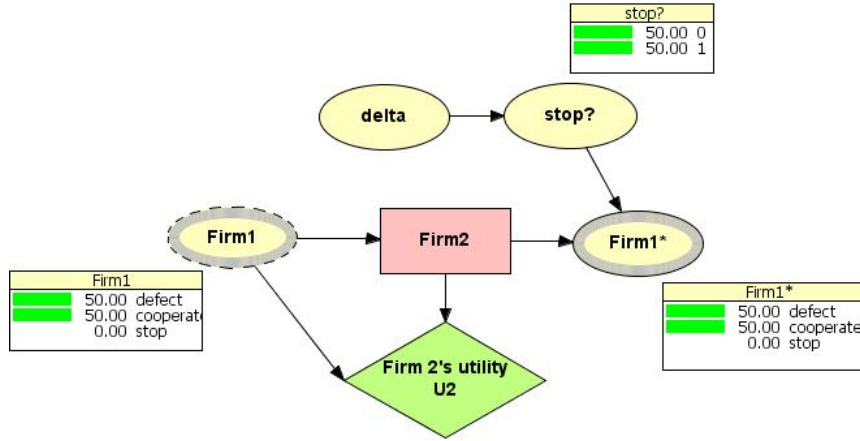 stop?
50.00 0
50.00 1
delta
stop?
Firm1
Firm2
Firm1*
Firm1
50.00 defect
50.00 cooperate
0.00 stop
Firm1*
50.00 defect
50.00 cooperate
0.00 stop
Firm 2's utility
U2